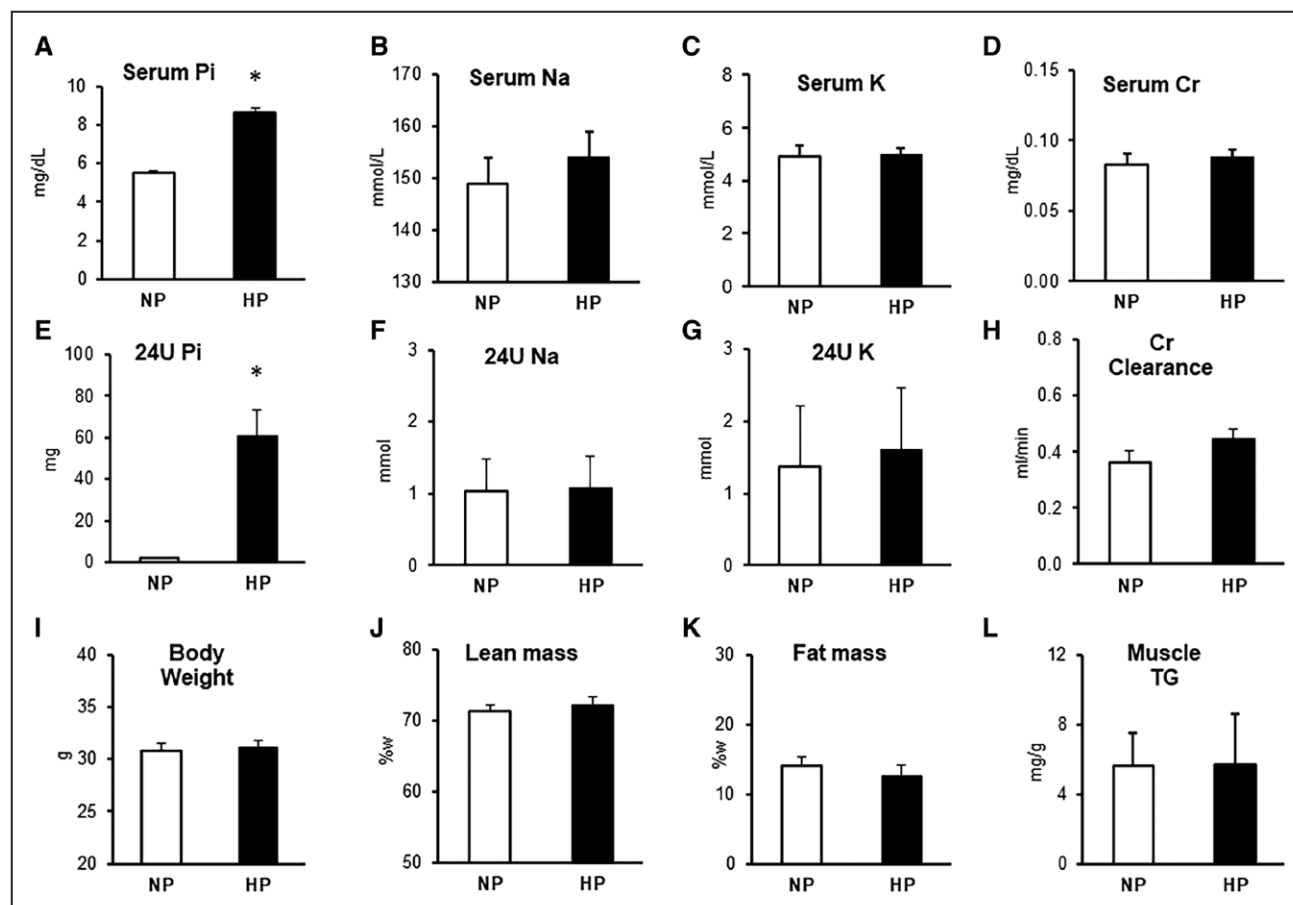 A
Serum Pi
*
mg/dL
10
8
6
4
2
0
NP HP
B
Serum Na
mmol/L
170
160
150
140
130
NP HP
C
Serum K
mmol/L
8
6
4
2
0
NP HP
D
Serum Cr
mg/dL
0.15
0.10
0.05
0.00
NP HP
E
24U Pi
*
mg
100
80
60
40
20
0
NP HP
F
24U Na
mmol
3
2
1
0
NP HP
G
24U K
mmol
3
2
1
0
NP HP
H
Cr
Clearance
ml/min
0.8
0.6
0.4
0.2
0.0
NP HP
I
Body
Weight
g
40
35
30
25
20
NP HP
J
Lean mass
%w
80
70
60
50
NP HP
K
Fat mass
%w
30
20
10
0
NP HP
L
Muscle
TG
mg/g
12
8
4
0
NP HP